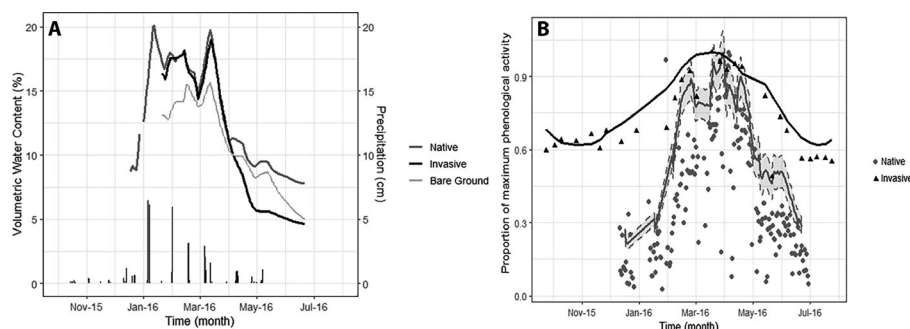 A
20
15
10
5
0
Volumetric Water Content (%)
20
15
10
5
0
Precipitation (cm)
Nov-15 Jan-16 Mar-16 May-16 Jul-16
Time (month)
Native
Invasive
Bare Ground
B
0.9
0.6
0.3
0.0
Proportion of maximum phenological activity
Nov-15 Jan-16 Mar-16 May-16 Jul-16
Time (month)
Native
Invasive